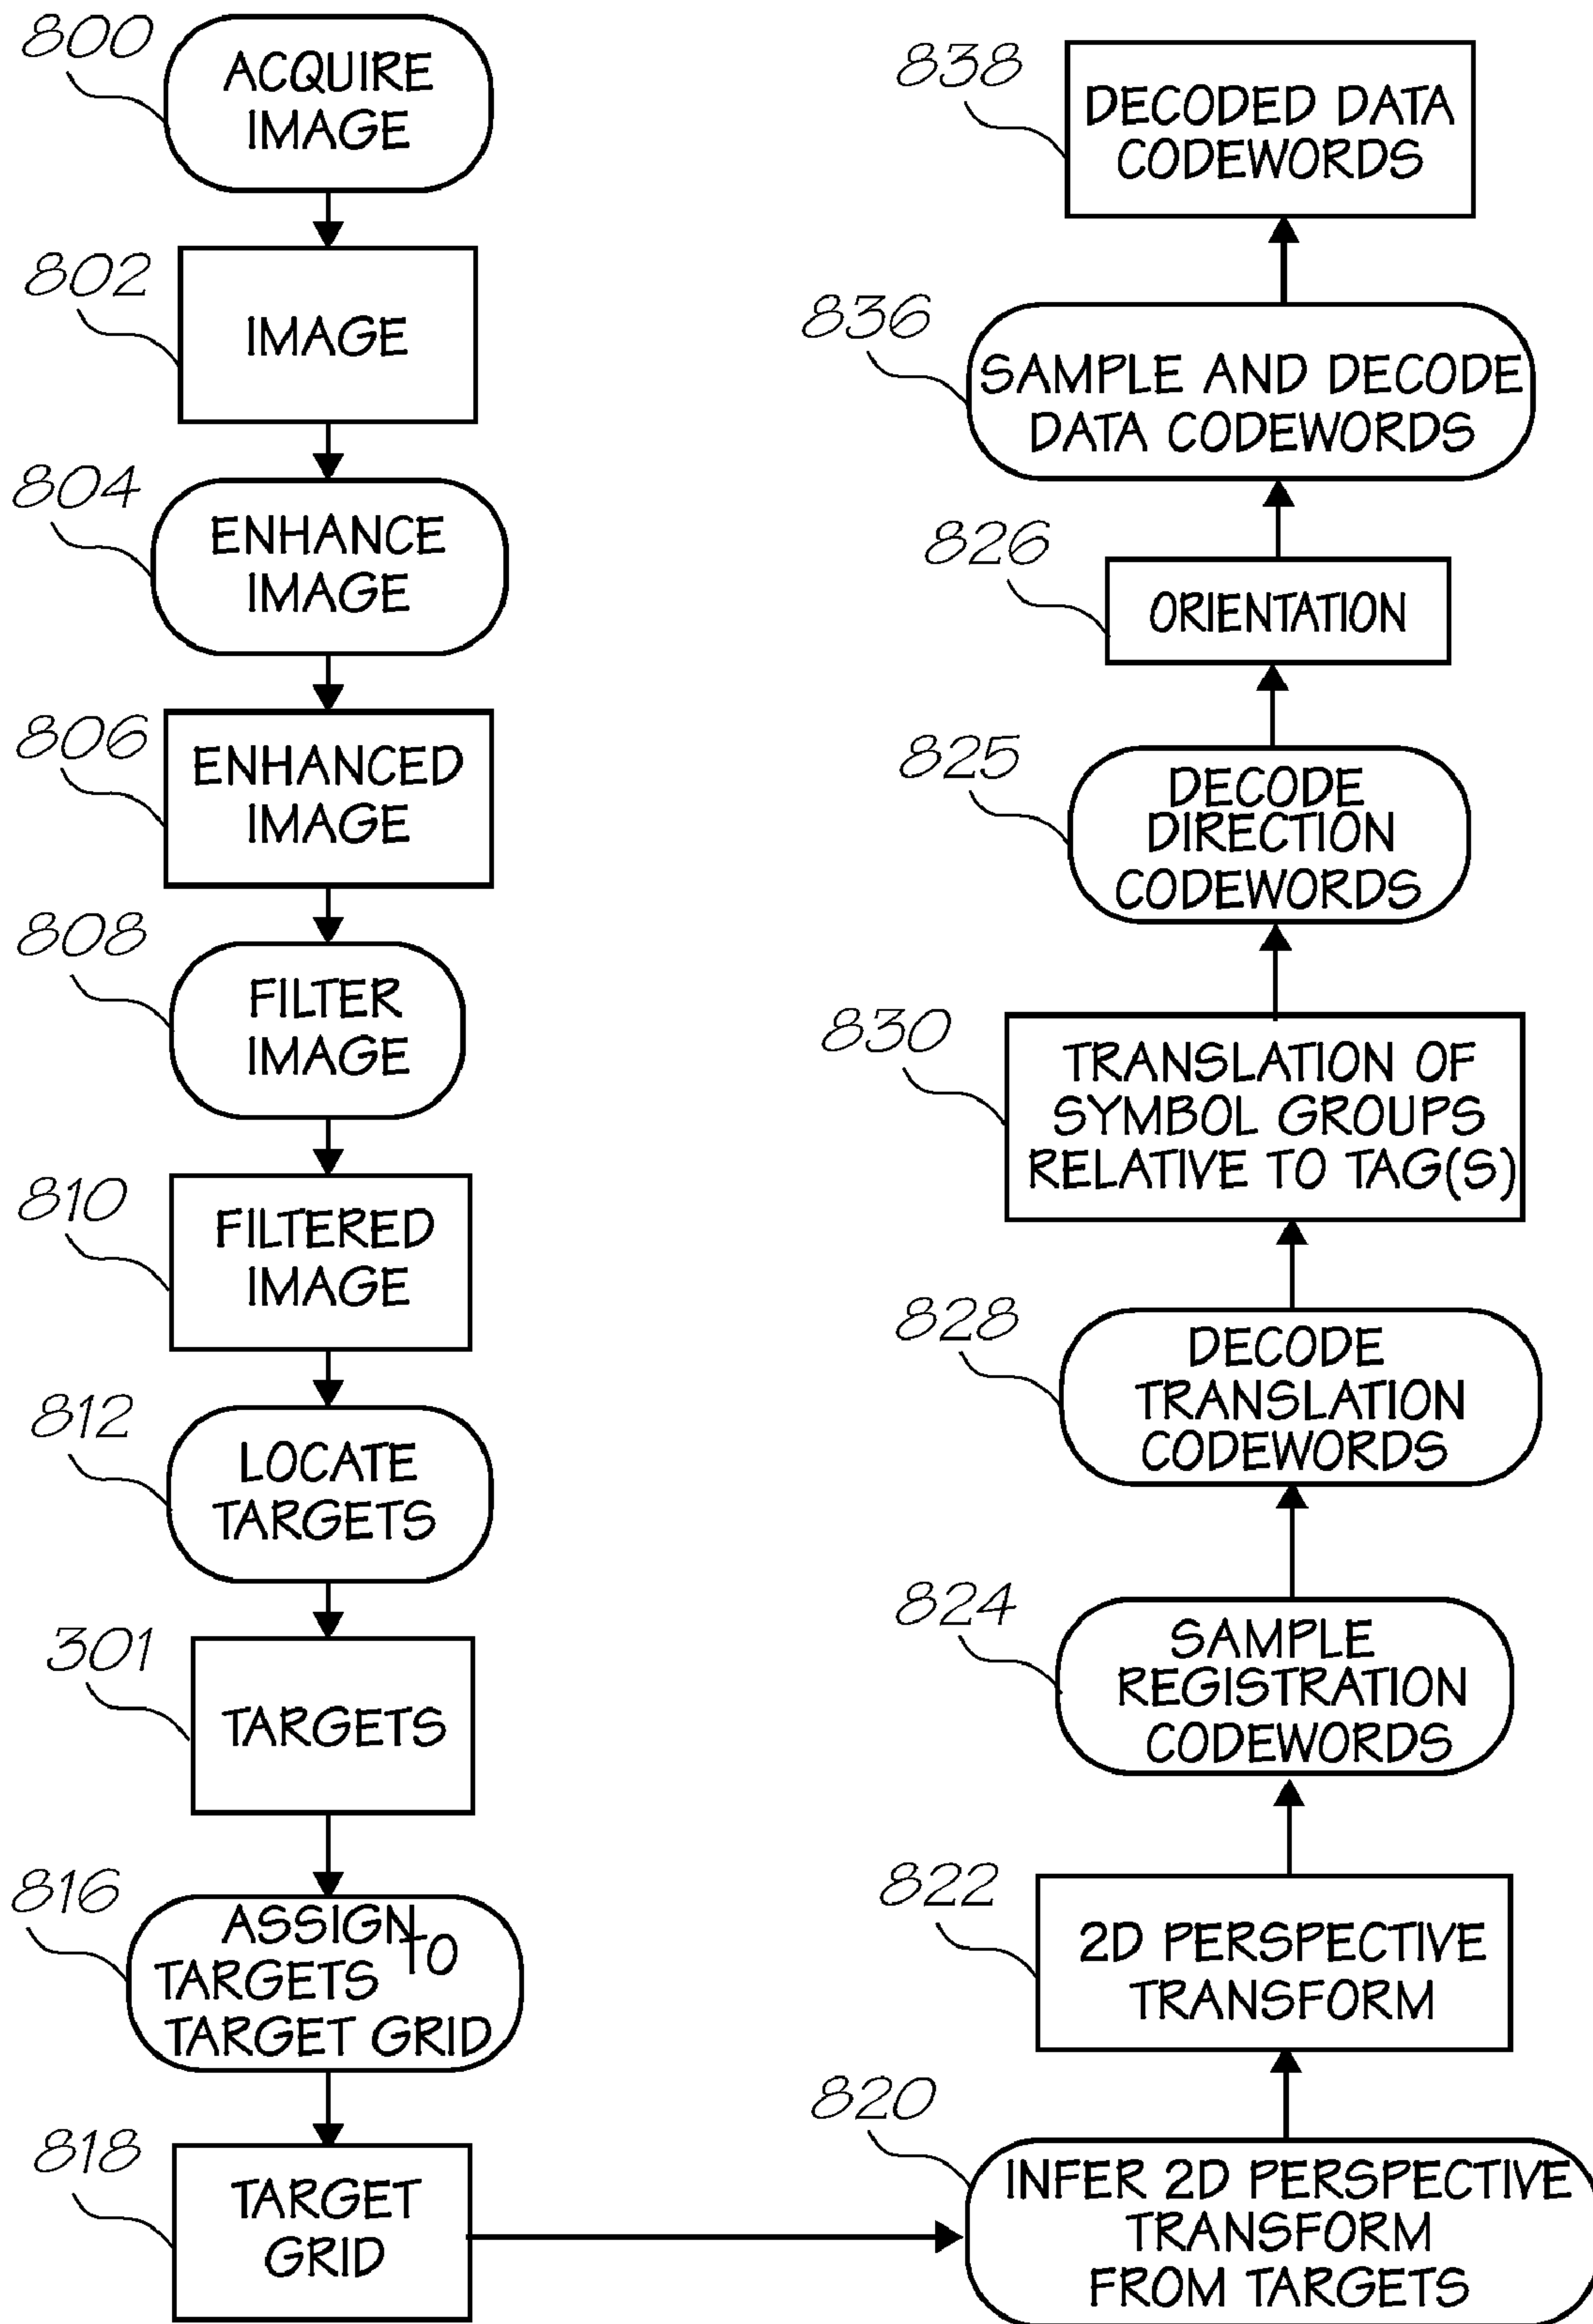 800
ACQUIRE
IMAGE
802
IMAGE
804
ENHANCE
IMAGE
806
ENHANCED
IMAGE
808
FILTER
IMAGE
810
FILTERED
IMAGE
812
LOCATE
TARGETS
301
TARGETS
816
ASSIGN
TARGETS TO
TARGET GRID
818
TARGET
GRID
820
INFER 2D PERSPECTIVE
TRANSFORM
FROM TARGETS
822
2D PERSPECTIVE
TRANSFORM
824
SAMPLE
REGISTRATION
CODEWORDS
828
DECODE
TRANSLATION
CODEWORDS
830
TRANSLATION OF
SYMBOL GROUPS
RELATIVE TO TAG(S)
825
DECODE
DIRECTION
CODEWORDS
826
ORIENTATION
836
SAMPLE AND DECODE
DATA CODEWORDS
838
DECODED DATA
CODEWORDS